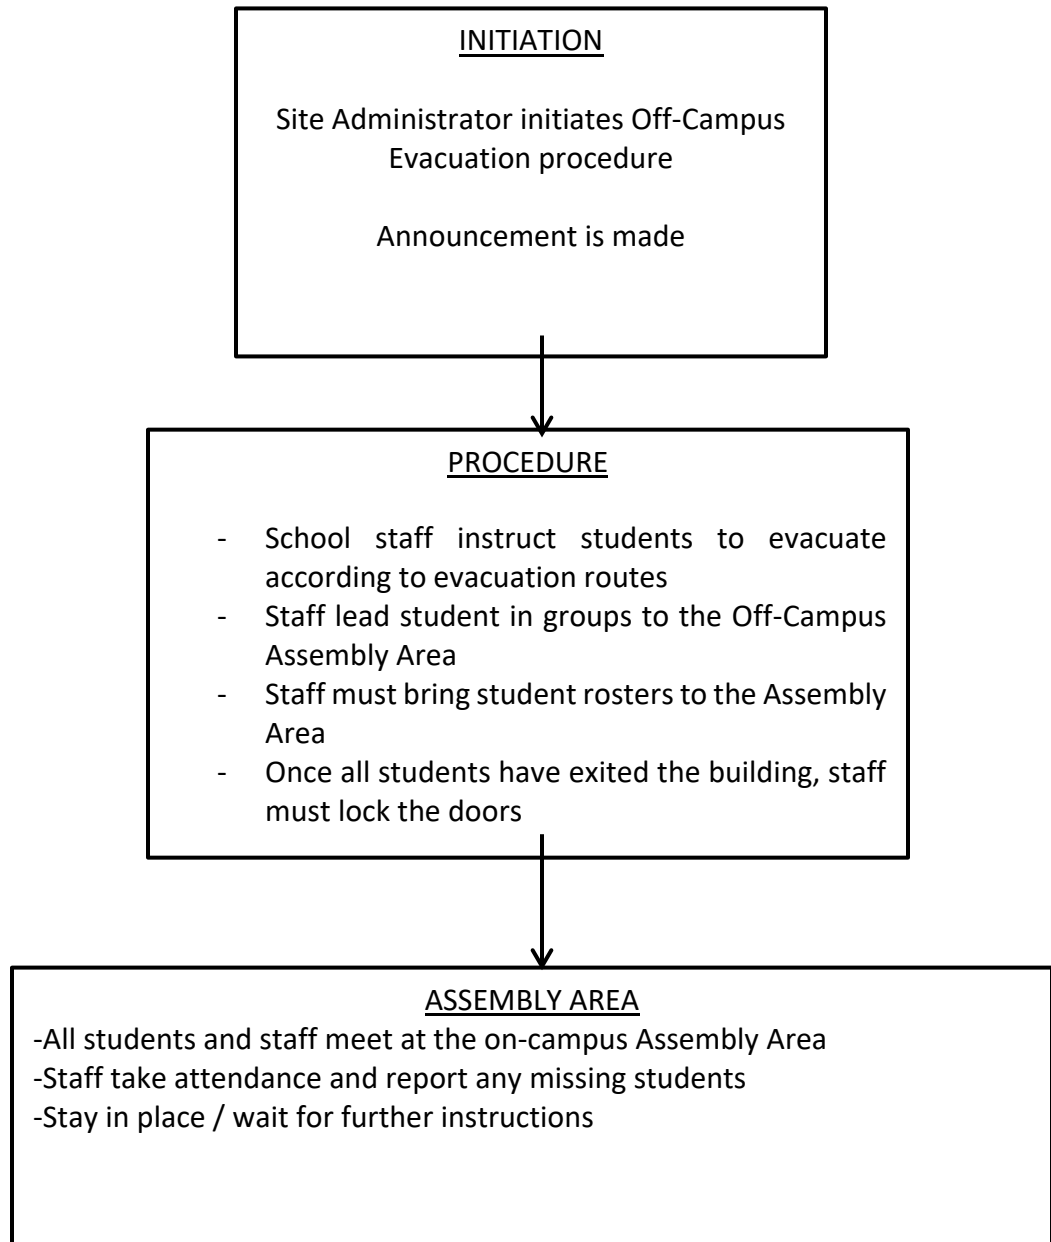 INITIATION
Site Administrator initiates Off-Campus
Evacuation procedure
Announcement is made
PROCEDURE
- School staff instruct students to evacuate
according to evacuation routes
- Staff lead student in groups to the Off-Campus
Assembly Area
- Staff must bring student rosters to the Assembly
Area
- Once all students have exited the building, staff
must lock the doors
ASSEMBLY AREA
-All students and staff meet at the on-campus Assembly Area
-Staff take attendance and report any missing students
-Stay in place / wait for further instructions